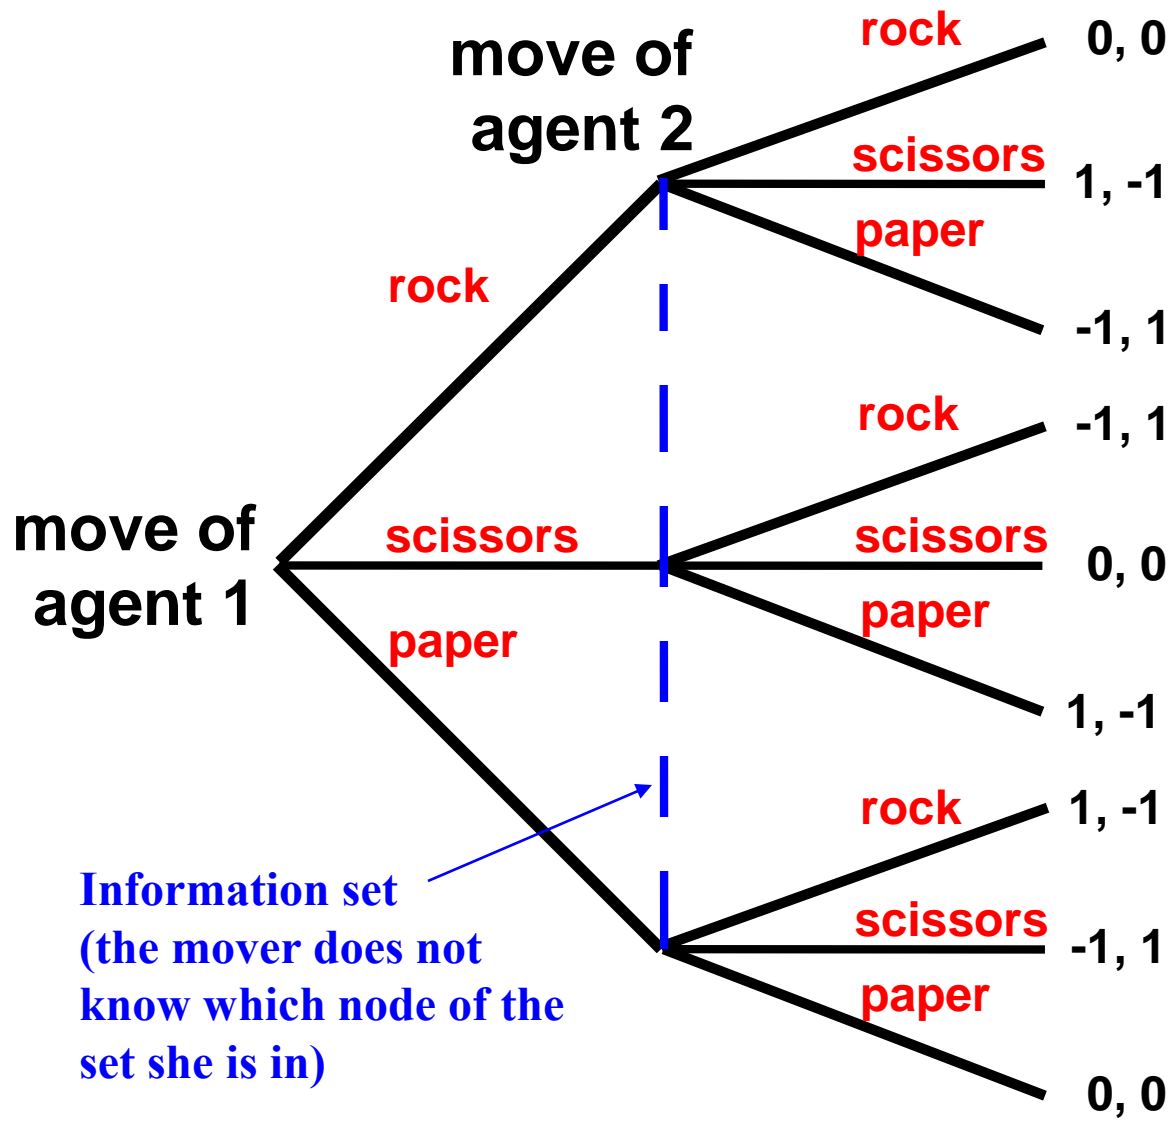 move of
agent 2
rock
0, 0
scissors
1, -1
paper
-1, 1
rock
rock
-1, 1
move of
agent 1
scissors
scissors
0, 0
paper
paper
1, -1
rock
1, -1
scissors
-1, 1
paper
0, 0
Information set
(the mover does not
know which node of the
set she is in)